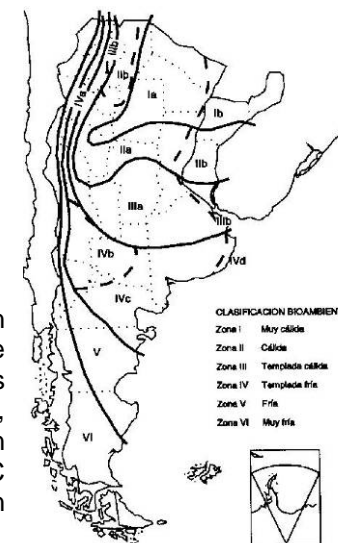 IIIb
IVa
IIb
Ia
Ib
IIa
IIb
IIIa
IIIb
IVb
IVd
IVc
V
VI
CLASIFICACION BIOAMBIEN
Zona I Muy cálida
Zona II Cálida
Zona III Templada cálida
Zona IV Templada fría
Zona V Fría
Zona VI Muy fría
n
e
s
,
n
n